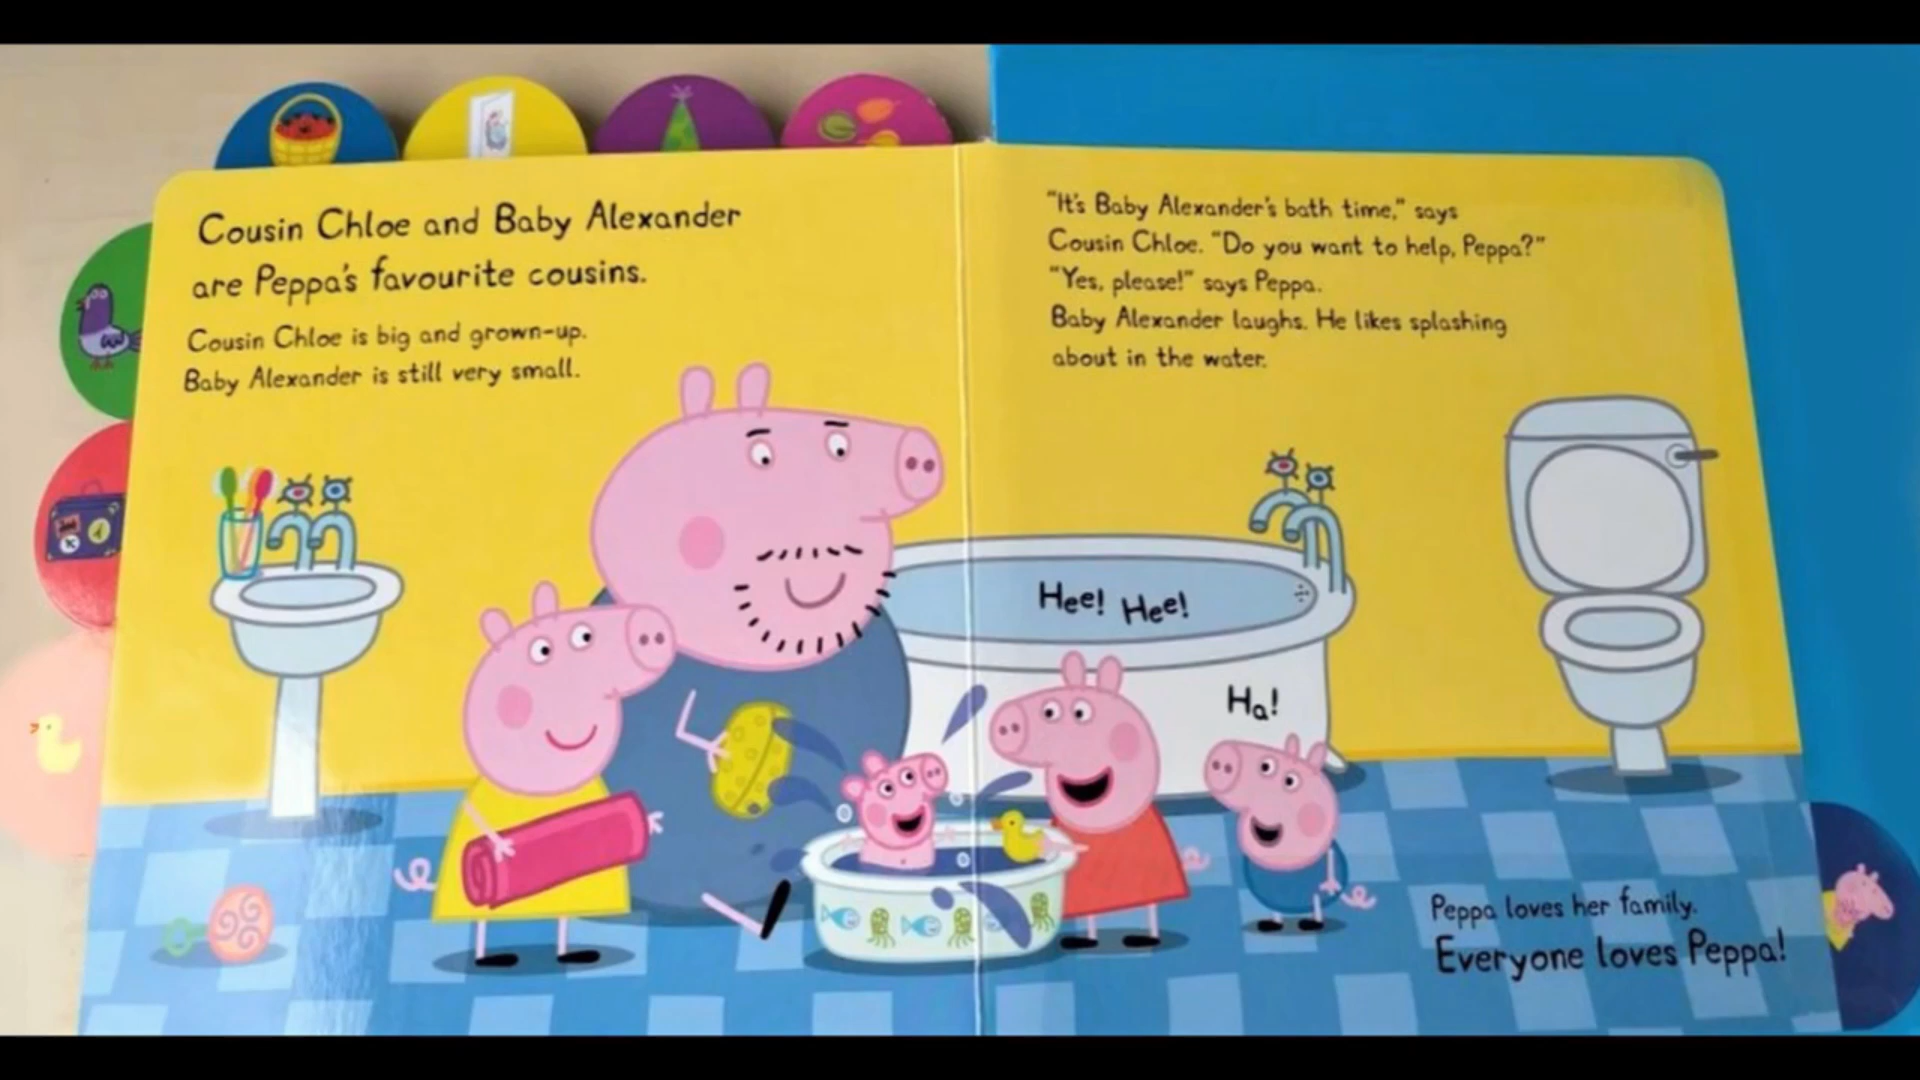 Cousin Chloe and Baby Alexander
are Peppa's favourite cousins.
Cousin Chloe is big and grown-up.
Baby Alexander is still very small.
"It's Baby Alexander's bath time," says
Cousin Chloe. "Do you want to help, Peppa?"
"Yes, please!" says Peppa.
Baby Alexander laughs. He likes splashing
about in the water.
Hee! Hee!
Ha!
Peppa loves her family.
Everyone loves Peppa!